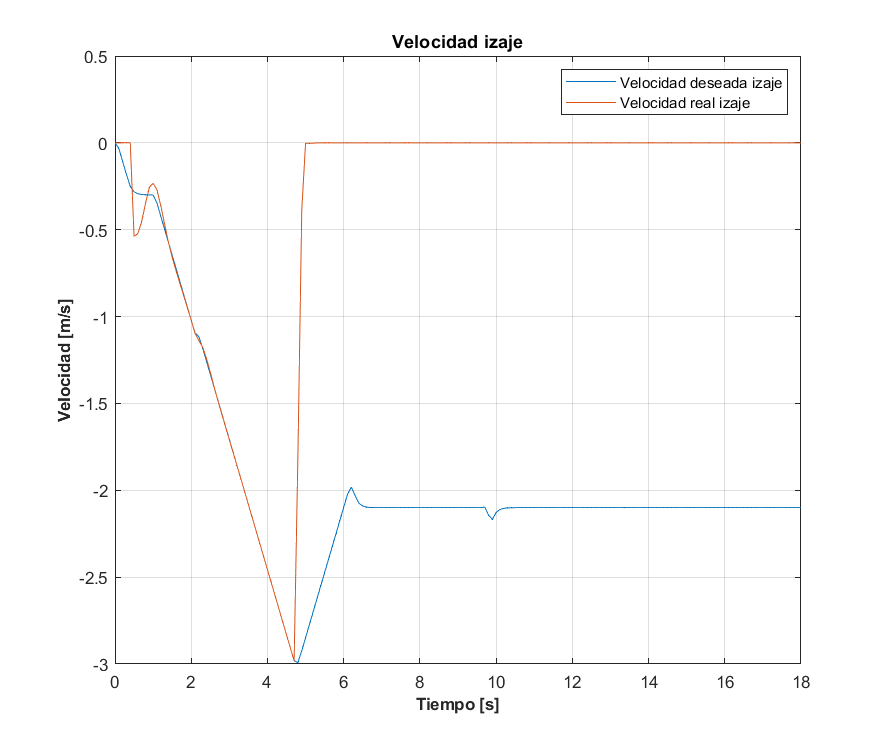 Velocidad izaje
Velocidad deseada izaje
Velocidad real izaje
0.5
0
-0.5
-1
-1.5
-2
-2.5
-3
Velocidad [m/s]
0 2 4 6 8 10 12 14 16 18
Tiempo [s]